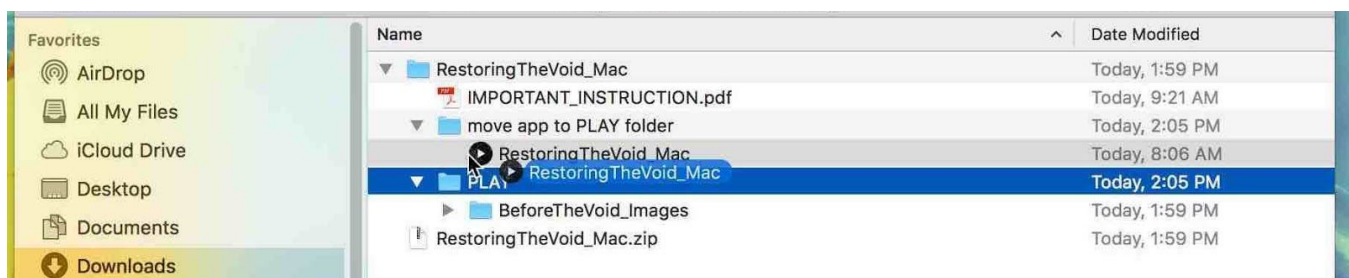 Favorites
AirDrop
All My Files
iCloud Drive
Desktop
Documents
Downloads
Name Date Modified
RestoringTheVoid_Mac Today, 1:59 PM
IMPORTANT_INSTRUCTION.pdf Today, 9:21 AM
move app to PLAY folder Today, 2:05 PM
RestoringTheVoid_Mac Today, 8:06 AM
RestoringTheVoid_Mac
PLAY Today, 2:05 PM
BeforeTheVoid_Images Today, 1:59 PM
RestoringTheVoid_Mac.zip Today, 1:59 PM